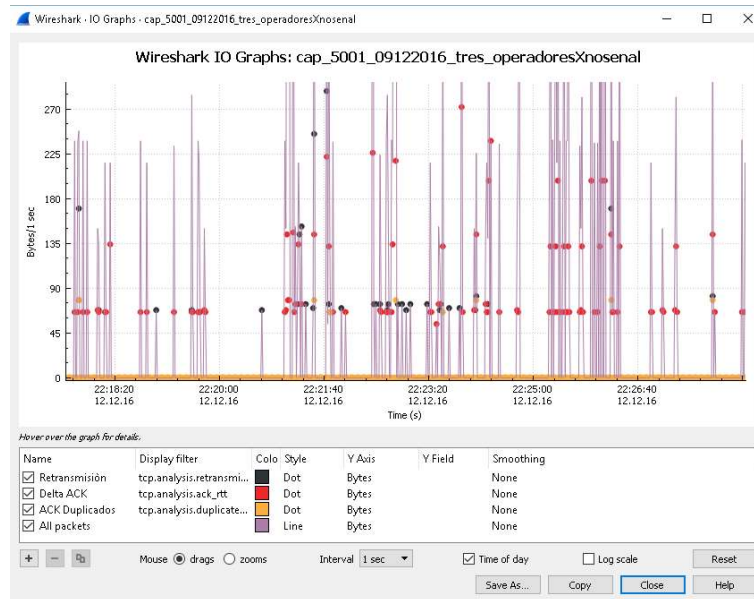 Wireshark · IO Graphs · cap_5001_09122016_tres_operadoresXnosenal
Wireshark IO Graphs: cap_5001_09122016_tres_operadoresXnosenal
Bytes/1 sec
270
225
180
135
90
45
0
22:18:20 22:20:00 22:21:40 22:23:20 22:25:00 22:26:40
12.12.16 12.12.16 12.12.16 12.12.16 12.12.16 12.12.16
Time (s)
Hover over the graph for details.
Name Display filter Colo Style Y Axis Y Field Smoothing
Retransmisiòn tcp.analysis.retransmi... Dot Bytes None
Delta ACK tcp.analysis.ack_rtt Dot Bytes None
ACK Duplicados tcp.analysis.duplicate... Dot Bytes None
All packets Line Bytes None
Mouse drags zooms Interval 1 sec Time of day Log scale Reset
Save As... Copy Close Help